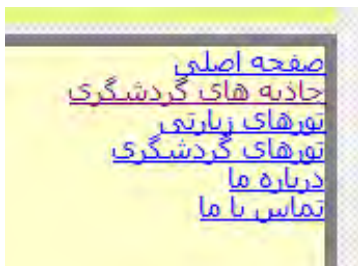 صفحه اصلی
جاذبه های گردشگری
تورهای زیارتی
تورهای گردشگری
درباره ما
تماس با ما